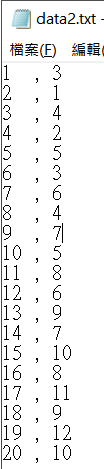 data2.txt -
檔案(F) 編輯(
1 , 3
2 , 1
3 , 4
4 , 2
5 , 5
6 , 3
7 , 6
8 , 4
9 , 7
10 , 5
11 , 8
12 , 6
13 , 9
14 , 7
15 , 10
16 , 8
17 , 11
18 , 9
19 , 12
20 , 10